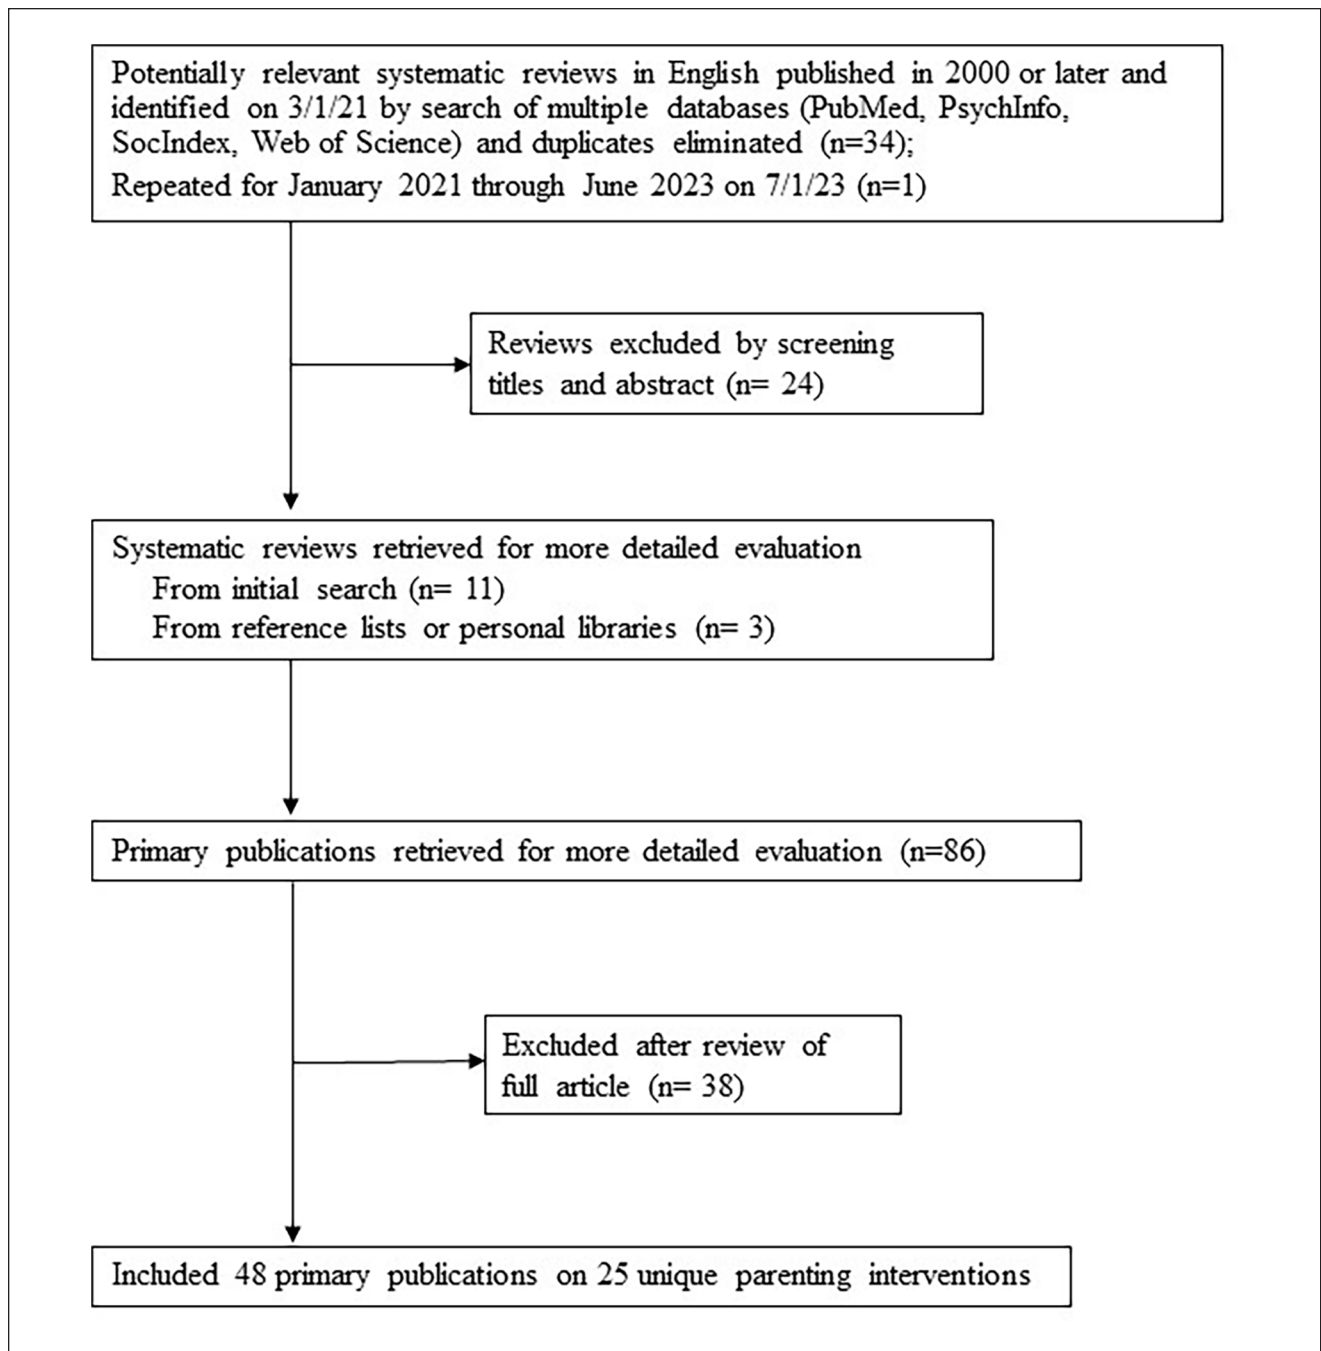 Potentially relevant systematic reviews in English published in 2000 or later and
identified on 3/1/21 by search of multiple databases (PubMed, PsychInfo,
SocIndex, Web of Science) and duplicates eliminated (n=34);
Repeated for January 2021 through June 2023 on 7/1/23 (n=1)
Reviews excluded by screening
titles and abstract (n= 24)
Systematic reviews retrieved for more detailed evaluation
From initial search (n= 11)
From reference lists or personal libraries (n= 3)
Primary publications retrieved for more detailed evaluation (n=86)
Excluded after review of
full article (n= 38)
Included 48 primary publications on 25 unique parenting interventions